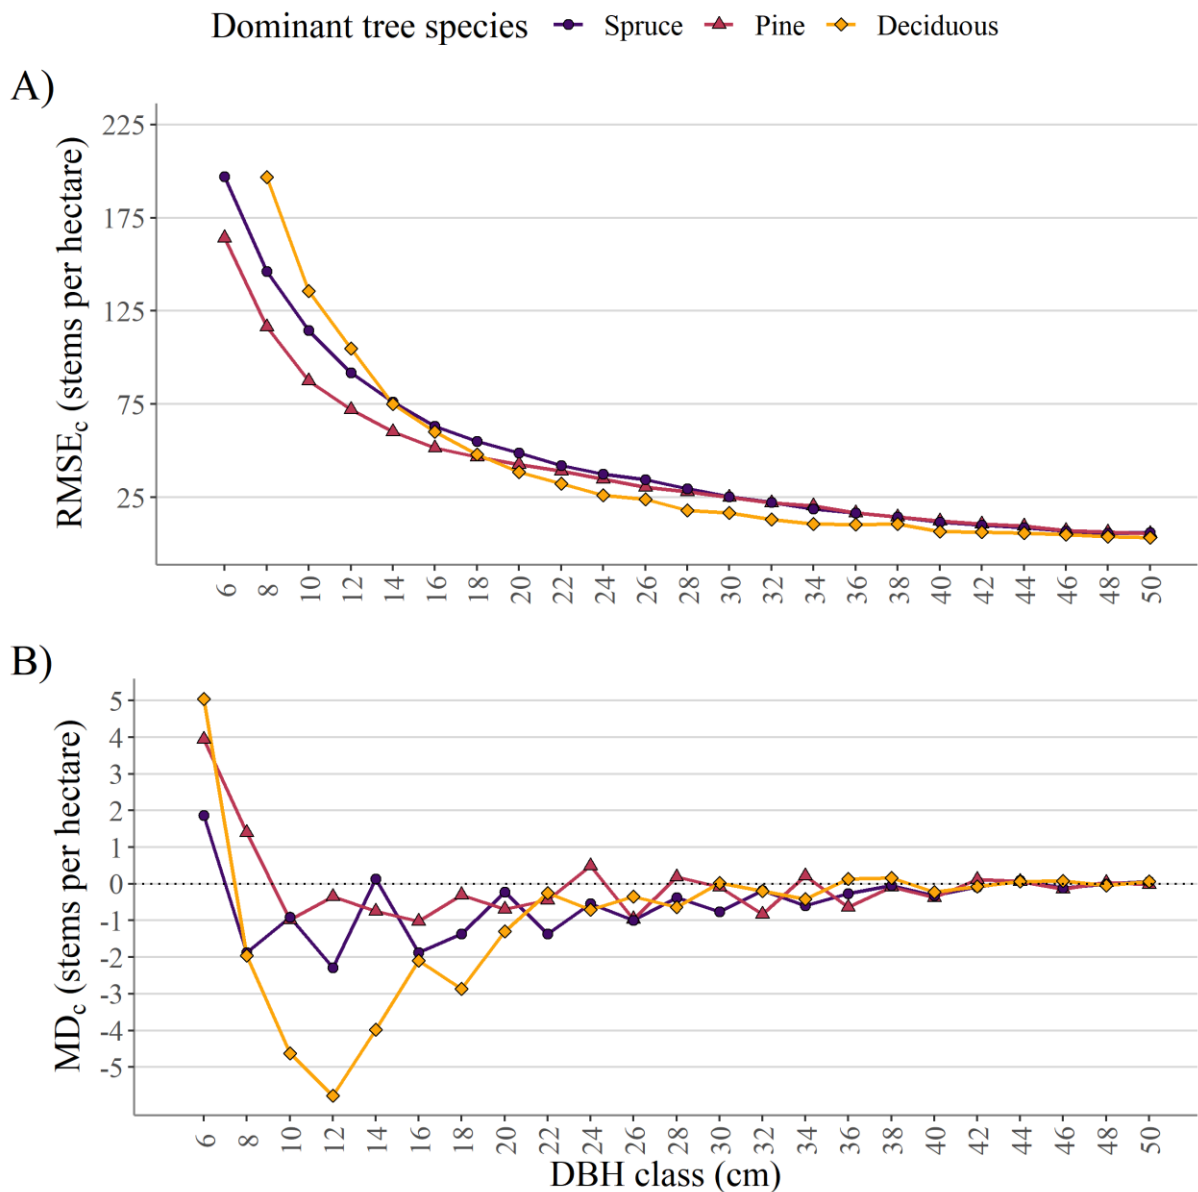 Dominant tree species Spruce Pine Deciduous
A)
RMSEc (stems per hectare)
225
175
125
75
25
6 8 10 12 14 16 18 20 22 24 26 28 30 32 34 36 38 40 42 44 46 48 50
B)
MDc (stems per hectare)
5
4
3
2
1
0
-1
-2
-3
-4
-5
6 8 10 12 14 16 18 20 22 24 26 28 30 32 34 36 38 40 42 44 46 48 50
DBH class (cm)